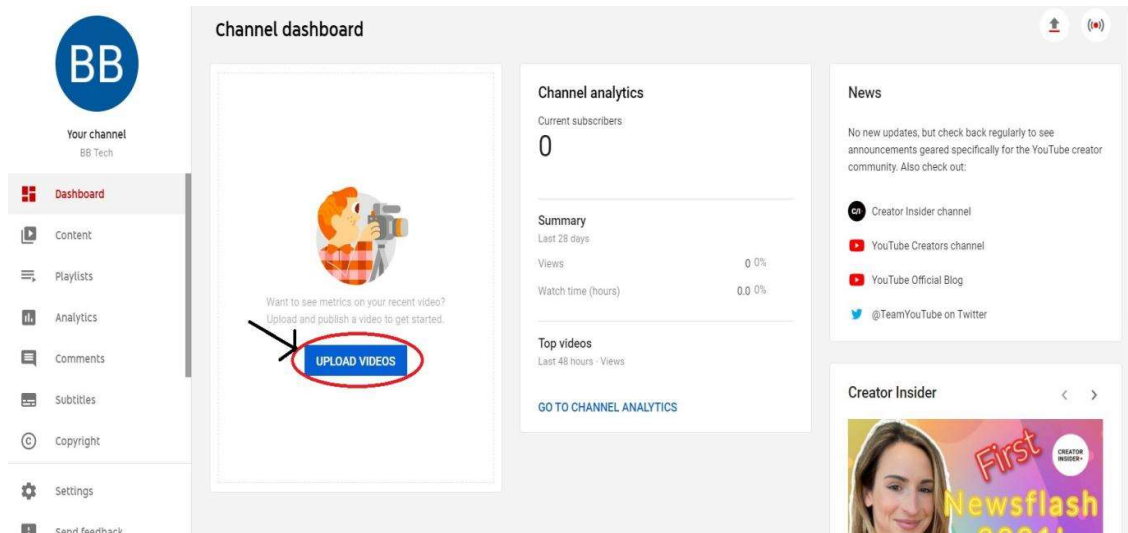 BB
Your channel
BB Tech
Dashboard
Content
Playlists
Analytics
Comments
Subtitles
Copyright
Settings
Send feedback
Channel dashboard
Want to see metrics on your recent video?
Upload and publish a video to get started.
UPLOAD VIDEOS
Channel analytics
Current subscribers
0
Summary
Last 28 days
Views 0 0%
Watch time (hours) 0.0 0%
Top videos
Last 48 hours · Views
GO TO CHANNEL ANALYTICS
News
No new updates, but check back regularly to see
announcements geared specifically for the YouTube creator
community. Also check out:
Creator Insider channel
YouTube Creators channel
YouTube Official Blog
@TeamYouTube on Twitter
Creator Insider
First
CREATOR
INSIDER
Newsflash
2021!